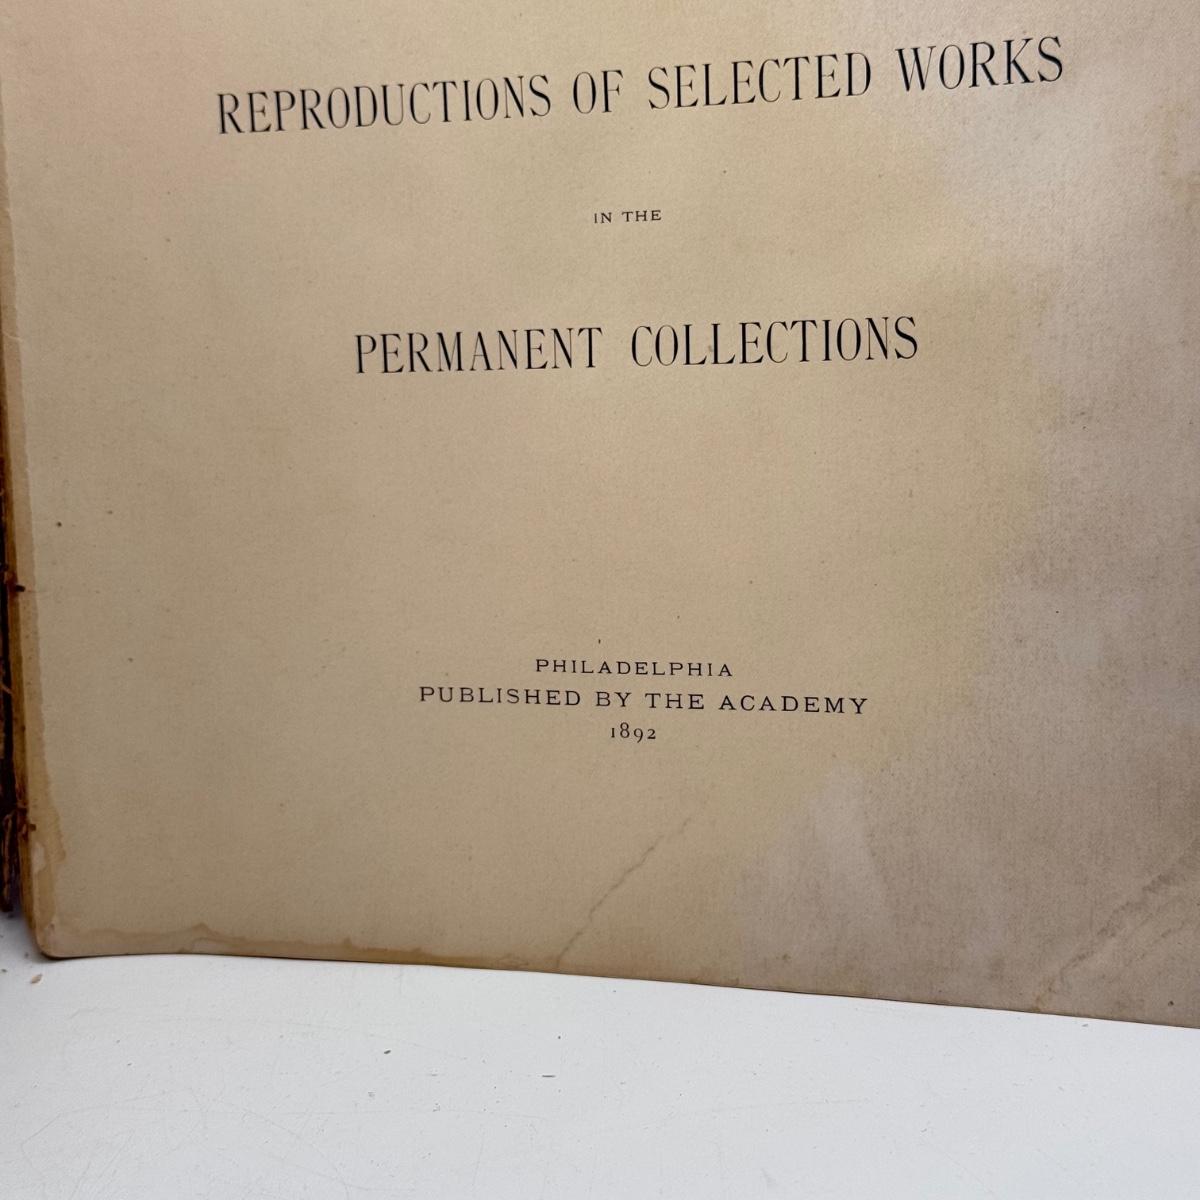 REPRODUCTIONS OF SELECTED WORKS
IN THE
PERMANENT COLLECTIONS
PHILADELPHIA
PUBLISHED BY THE ACADEMY
1892